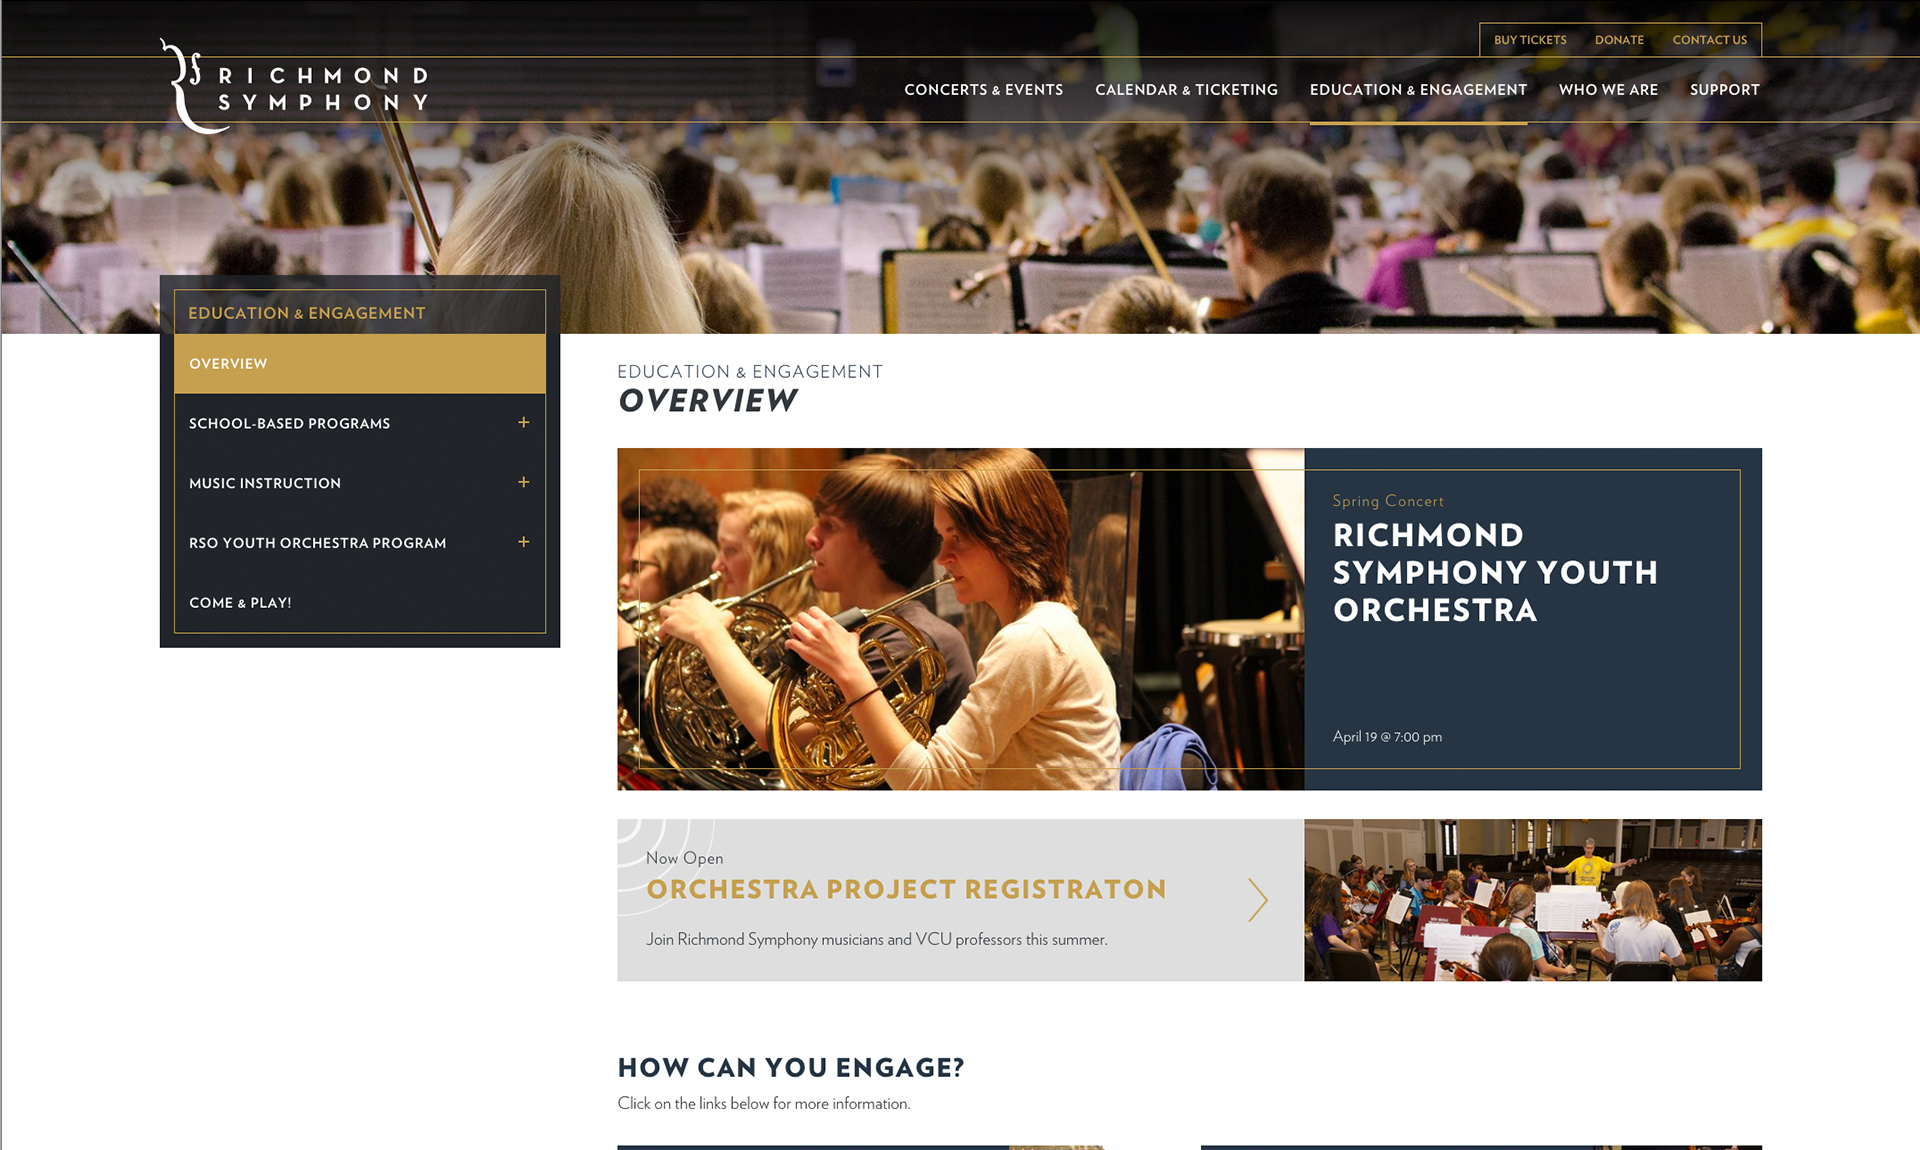 BUY TICKETS DONATE CONTACT US
RICHMOND
SYMPHONY
CONCERTS & EVENTS CALENDAR & TICKETING EDUCATION & ENGAGEMENT WHO WE ARE SUPPORT
EDUCATION & ENGAGEMENT
OVERVIEW
SCHOOL-BASED PROGRAMS +
MUSIC INSTRUCTION +
RSO YOUTH ORCHESTRA PROGRAM +
COME & PLAY!
EDUCATION & ENGAGEMENT
OVERVIEW
Spring Concert
RICHMOND
SYMPHONY YOUTH
ORCHESTRA
April 19 @ 7:00 pm
Now Open
ORCHESTRA PROJECT REGISTRATON
Join Richmond Symphony musicians and VCU professors this summer.
HOW CAN YOU ENGAGE?
Click on the links below for more information.